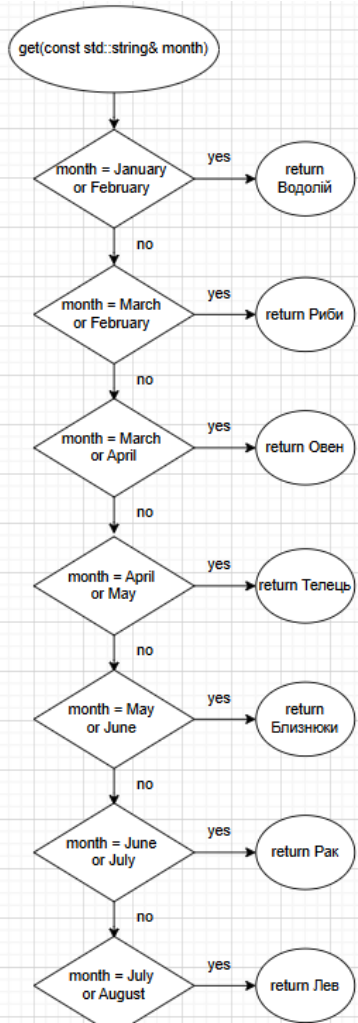 get(const std::string& month)
month = January
or February
yes
return
Водолій
no
month = March
or February
yes
return Риби
no
month = March
or April
yes
return Овен
no
month = April
or May
yes
return Телець
no
month = May
or June
yes
return
Близнюки
no
month = June
or July
yes
return Рак
no
month = July
or August
yes
return Лев